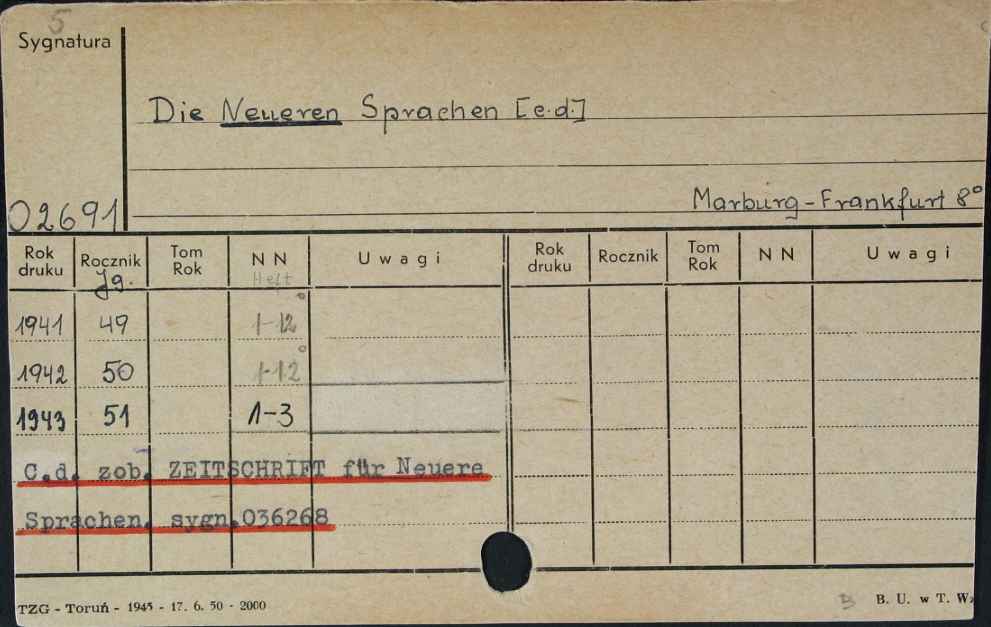 5
Sygnatura
Die Neueren Sprachen [c.d.]
02691
Marburg-Frankfurt 8°
Rok druku Rocznik Tom Rok NN Uwagi Rok druku Rocznik Tom Rok NN Uwagi
Jg. Heft
1941 49 1-12°
1942 50 1-12°
1943 51 1-3
C.d. zob. ZEITSCHRIFT für Neuere
Sprachen. sygn.036268
TZG - Toruń - 1945 - 17. 6. 50 - 2000
B. U. w T. Wz